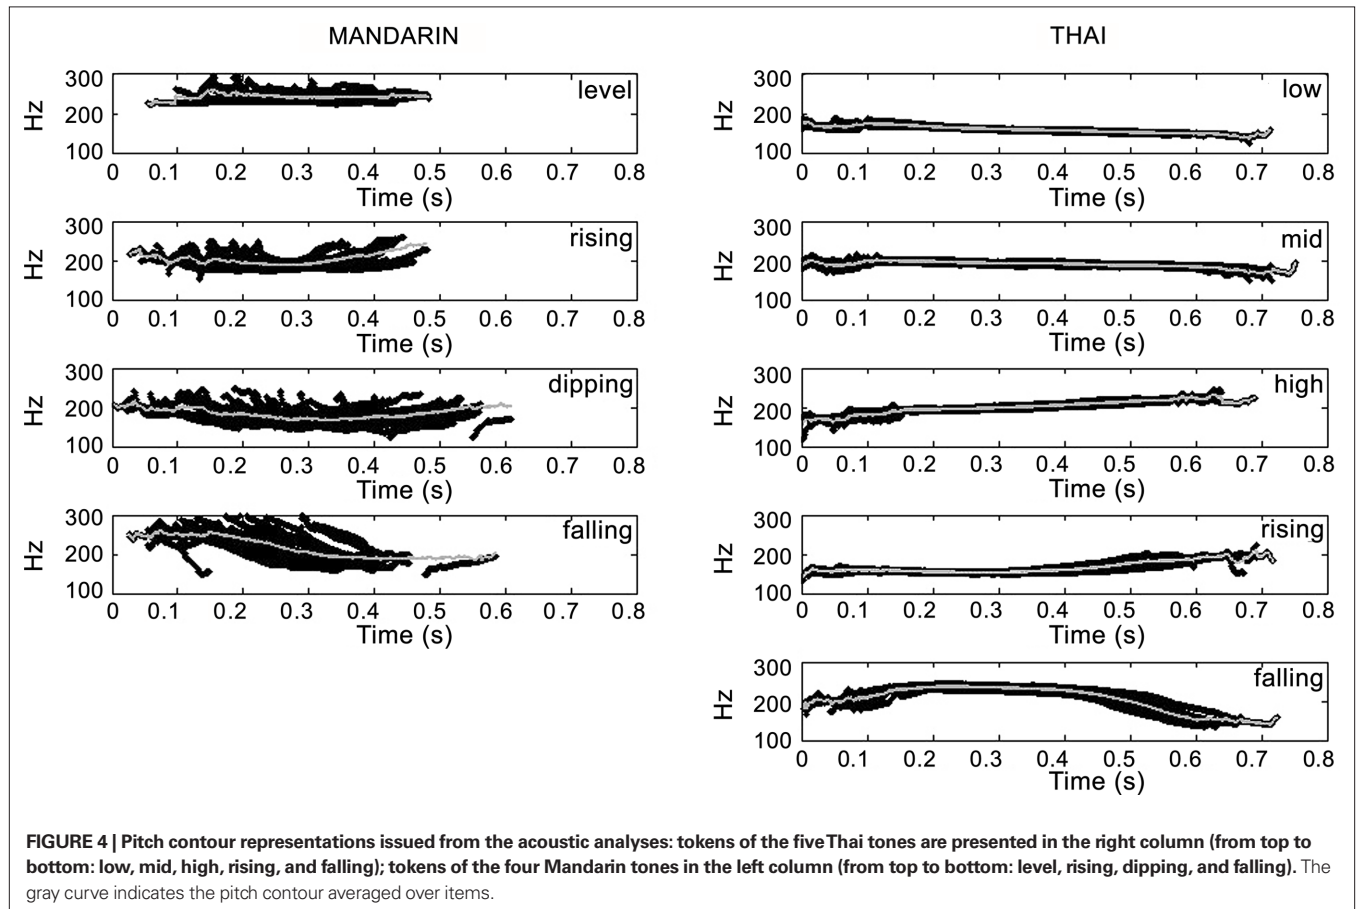 MANDARIN
300
200
100
Hz
level
0 0.1 0.2 0.3 0.4 0.5 0.6 0.7 0.8
Time (s)
300
200
100
Hz
rising
0 0.1 0.2 0.3 0.4 0.5 0.6 0.7 0.8
Time (s)
300
200
100
Hz
dipping
0 0.1 0.2 0.3 0.4 0.5 0.6 0.7 0.8
Time (s)
300
200
100
Hz
falling
0 0.1 0.2 0.3 0.4 0.5 0.6 0.7 0.8
Time (s)
THAI
300
200
100
Hz
low
0 0.1 0.2 0.3 0.4 0.5 0.6 0.7 0.8
Time (s)
300
200
100
Hz
mid
0 0.1 0.2 0.3 0.4 0.5 0.6 0.7 0.8
Time (s)
300
200
100
Hz
high
0 0.1 0.2 0.3 0.4 0.5 0.6 0.7 0.8
Time (s)
300
200
100
Hz
rising
0 0.1 0.2 0.3 0.4 0.5 0.6 0.7 0.8
Time (s)
300
200
100
Hz
falling
0 0.1 0.2 0.3 0.4 0.5 0.6 0.7 0.8
Time (s)
FIGURE 4 | Pitch contour representations issued from the acoustic analyses: tokens of the five Thai tones are presented in the right column (from top to
bottom: low, mid, high, rising, and falling); tokens of the four Mandarin tones in the left column (from top to bottom: level, rising, dipping, and falling). The
gray curve indicates the pitch contour averaged over items.